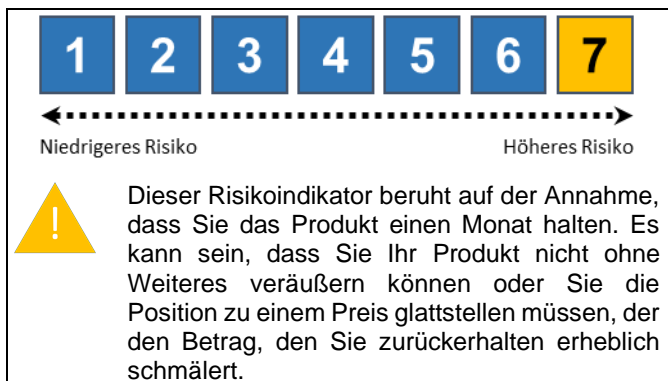 1 2 3 4 5 6 7
Niedrigeres Risiko Höheres Risiko
!
Dieser Risikoindikator beruht auf der Annahme,
dass Sie das Produkt einen Monat halten. Es
kann sein, dass Sie Ihr Produkt nicht ohne
Weiteres veräußern können oder Sie die
Position zu einem Preis glattstellen müssen, der
den Betrag, den Sie zurückerhalten erheblich
schmälert.